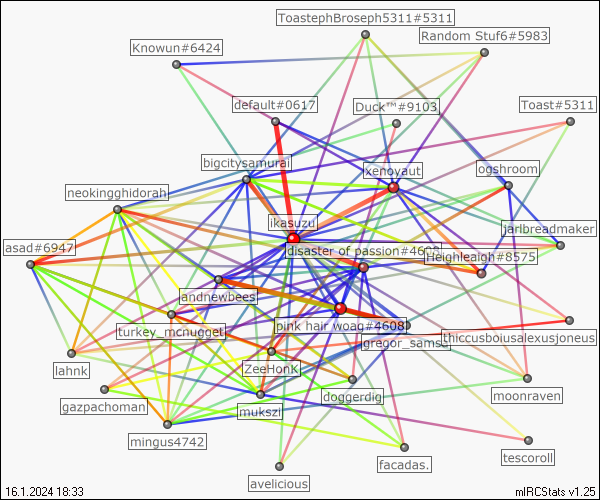 ToastephBroseph5311#5311
Random Stuf6#5983
Knowun#6424
default#0617
Duck™#9103
Toast#5311
bigcitysamurai
xenoyaut
ogshroom
neokingghidorah
ikasuzu
jarlbreadmaker
asad#6947
disaster of passion#4608
Heighleigh#8575
andnewbees
turkey_mcnugget
pink hair woag#4608
gregor_samsa
thiccusboiusalexusjoneus
lahnk
ZeeHonK
doggerdig
moonraven
gazpachoman
mukszi
mingus4742
facadas.
tescoroll
avelicious
16.1.2024 18:33
mIRCStats v1.25